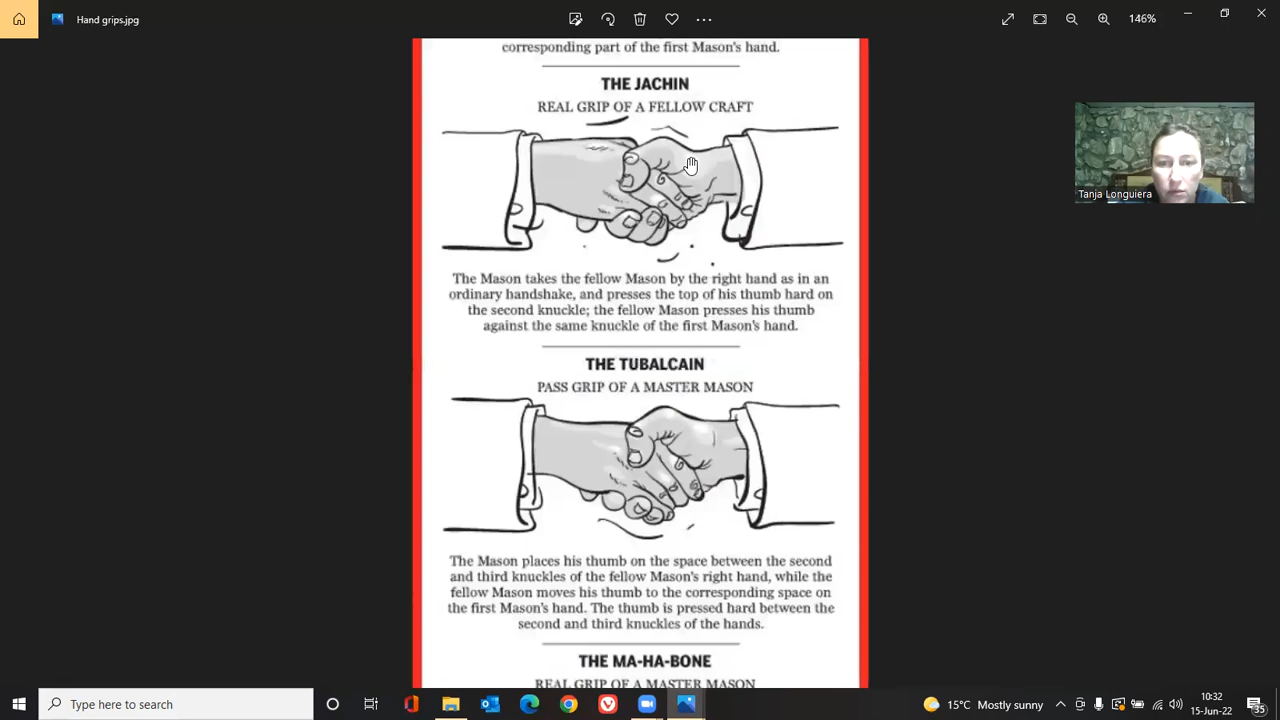 Hand grips.jpg
146%
corresponding part of the first Mason's hand.
THE JACHIN
REAL GRIP OF A FELLOW CRAFT
The Mason takes the fellow Mason by the right hand as in an
ordinary handshake, and presses the top of his thumb hard on
the second knuckle; the fellow Mason presses his thumb
against the same knuckle of the first Mason's hand.
THE TUBALCAIN
PASS GRIP OF A MASTER MASON
The Mason places his thumb on the space between the second
and third knuckles of the fellow Mason's right hand, while the
fellow Mason moves his thumb to the corresponding space on
the first Mason's hand. The thumb is pressed hard between the
second and third knuckles of the hands.
THE MA-HA-BONE
REAL GRIP OF A MASTER MASON
Tanja Longuiera
Type here to search
15°C Mostly sunny
10:32
15-Jun-22
35